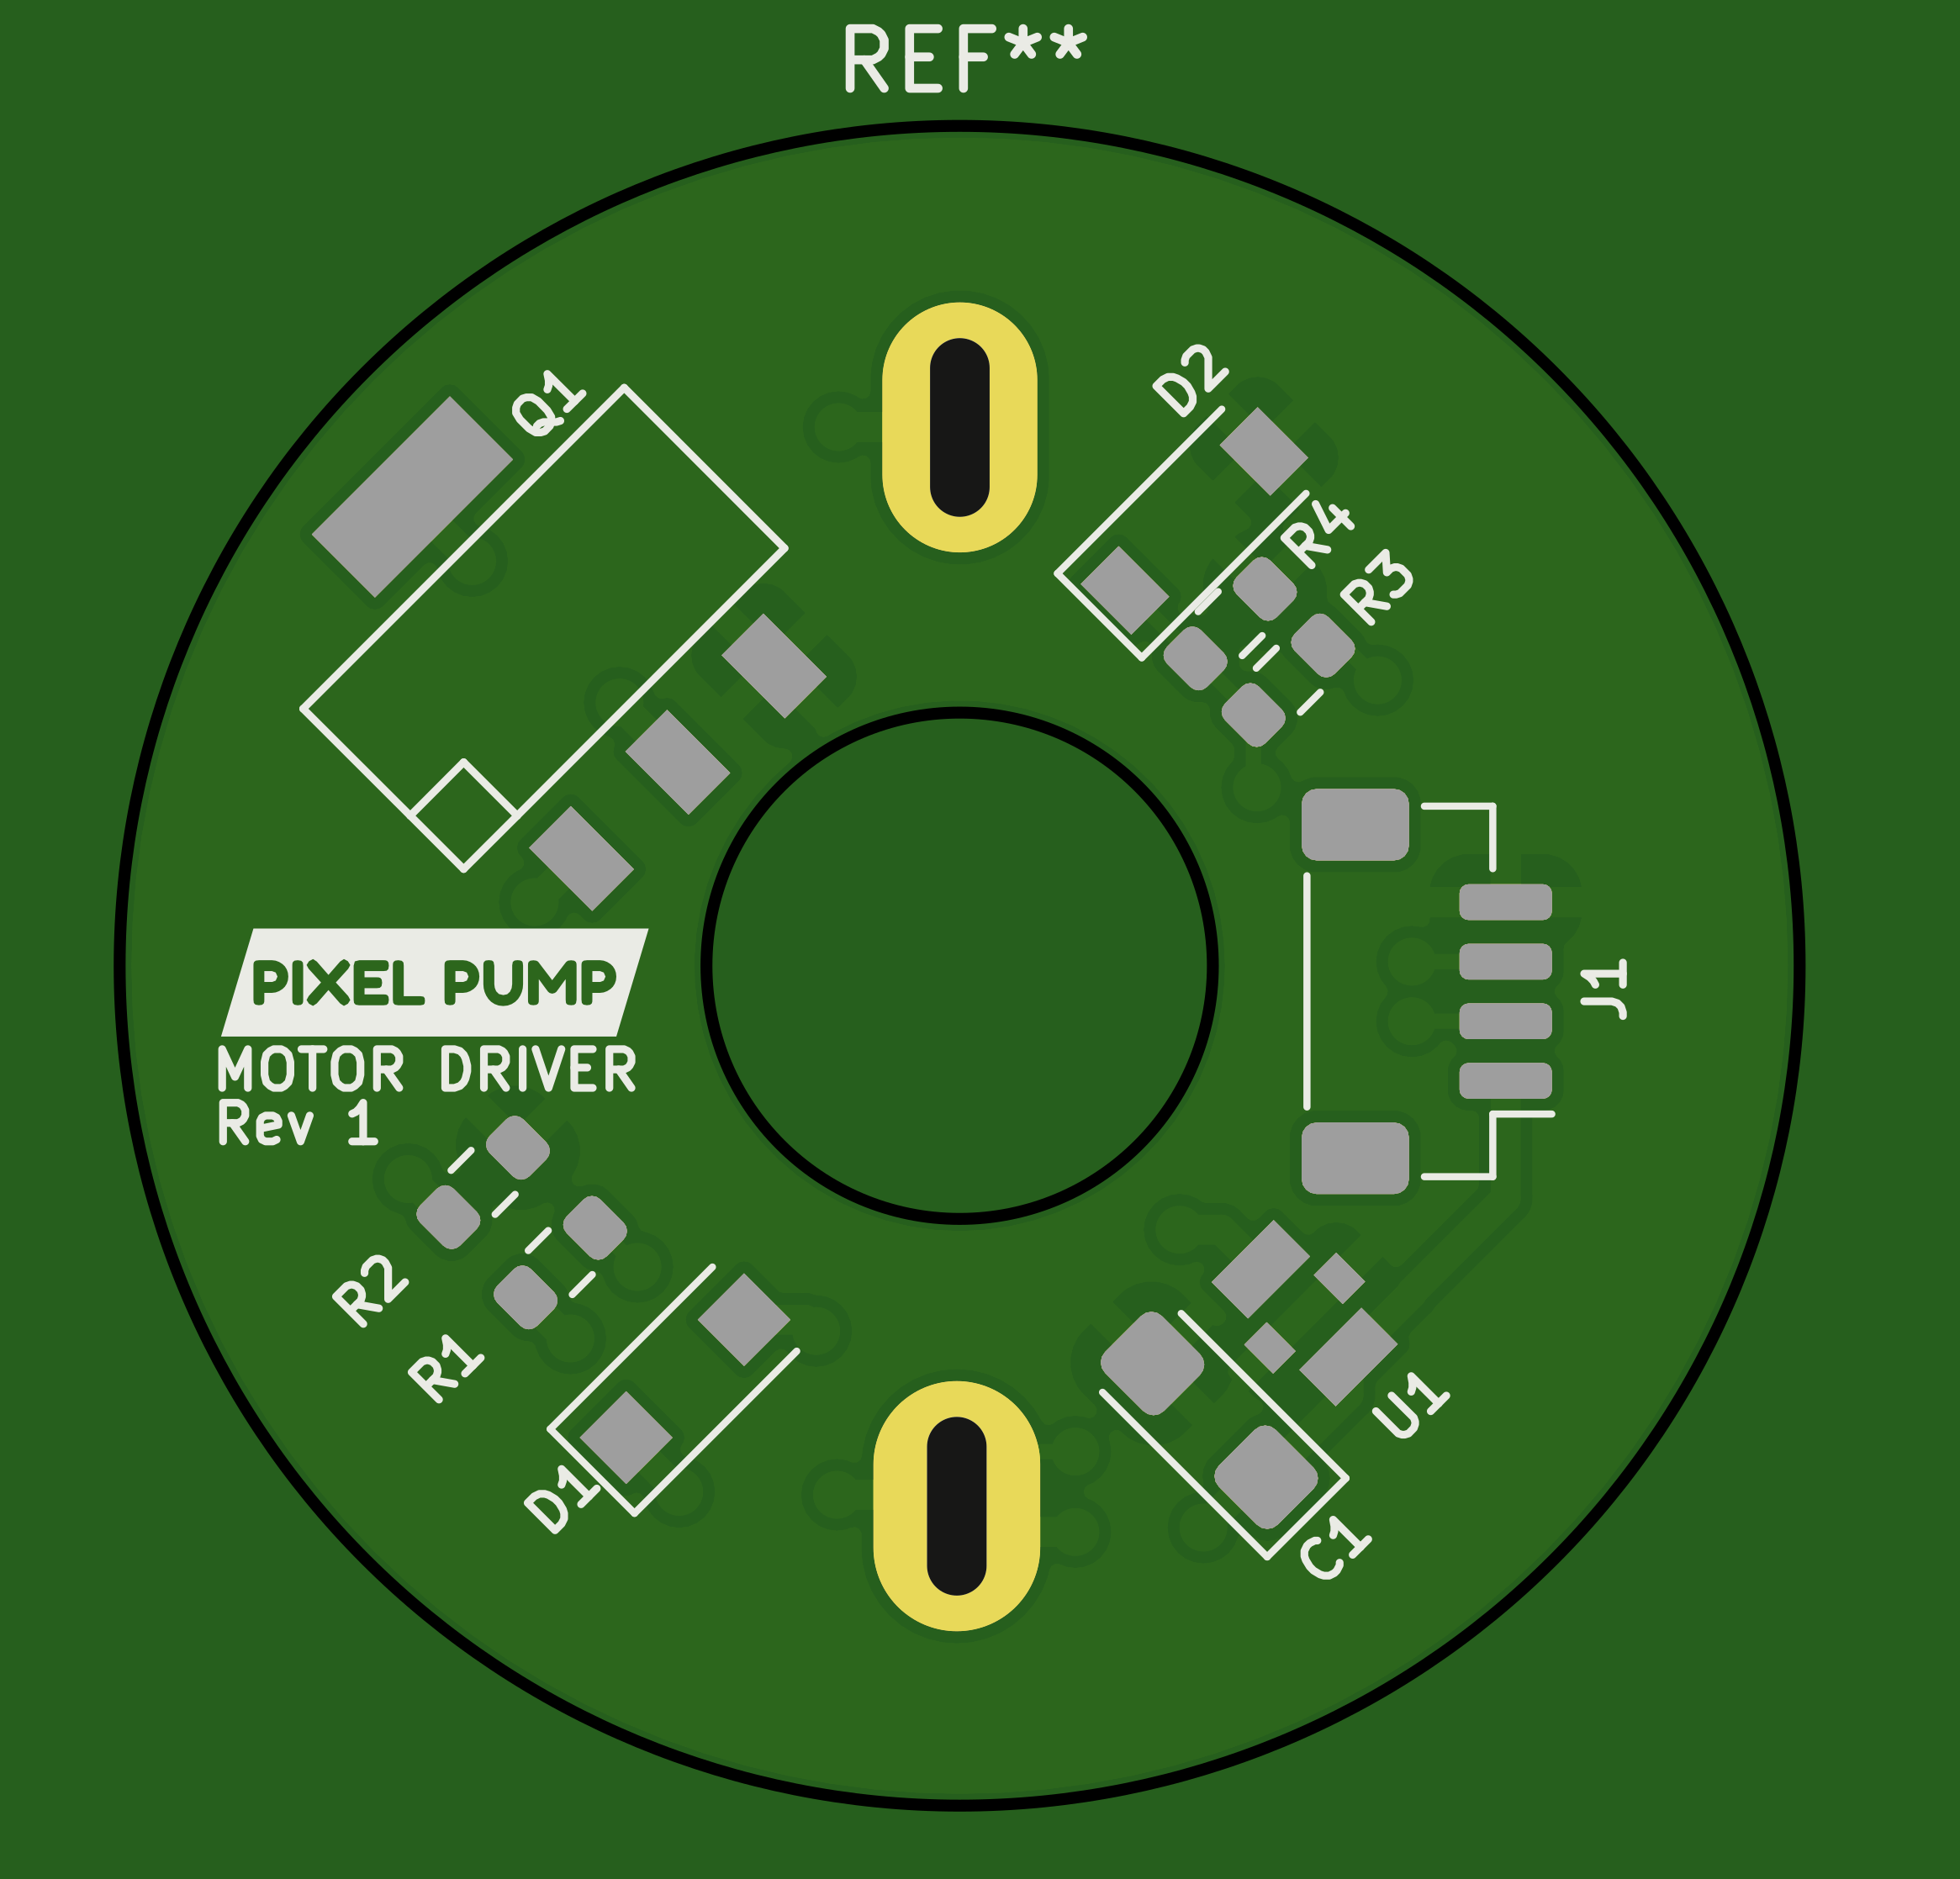 REF**
Q1
D2
R4
R3
PIXEL PUMP
MOTOR DRIVER
Rev 1
J1
R2
R1
D1
U1
C1